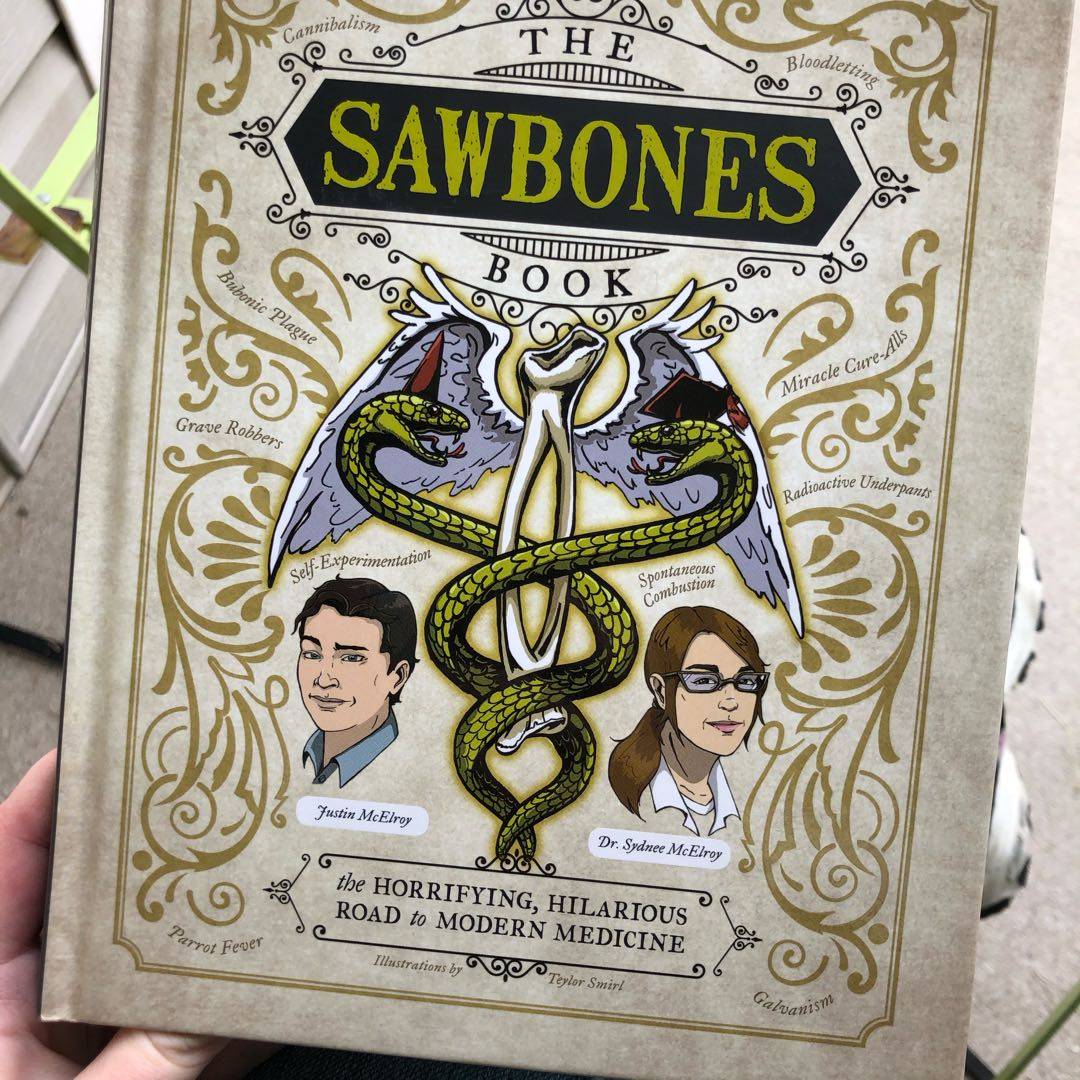 Cannibalism
THE
Bloodletting
SAWBONES
BOOK
Bubonic Plague
Miracle Cure-Alls
Grave Robbers
Radioactive Underpants
Self-Experimentation
Spontaneous
Combustion
Justin McElroy
Dr. Sydnee McElroy
the HORRIFYING, HILARIOUS
ROAD to MODERN MEDICINE
Parrot Fever
Illustrations by Teylor Smirl
Galvanism